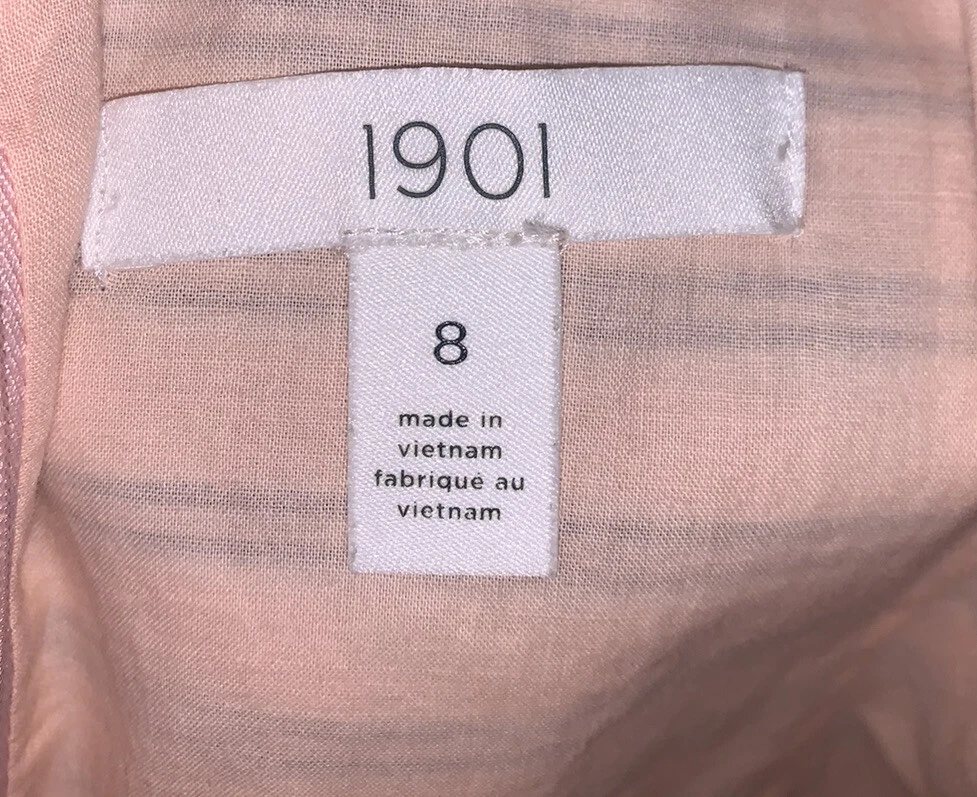 1901
8
made in
vietnam
fabriqué au
vietnam